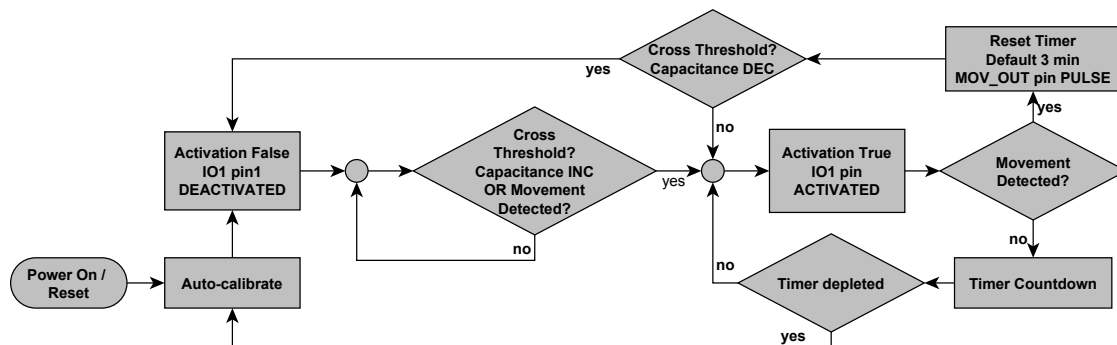 Cross Threshold?
Capacitance DEC
yes
no
Reset Timer
Default 3 min
MOV_OUT pin PULSE
yes
Activation False
IO1 pin1
DEACTIVATED
Cross
Threshold?
Capacitance INC
OR Movement
Detected?
yes
no
Activation True
IO1 pin
ACTIVATED
Movement
Detected?
no
Power On /
Reset
Auto-calibrate
no
Timer depleted
yes
Timer Countdown